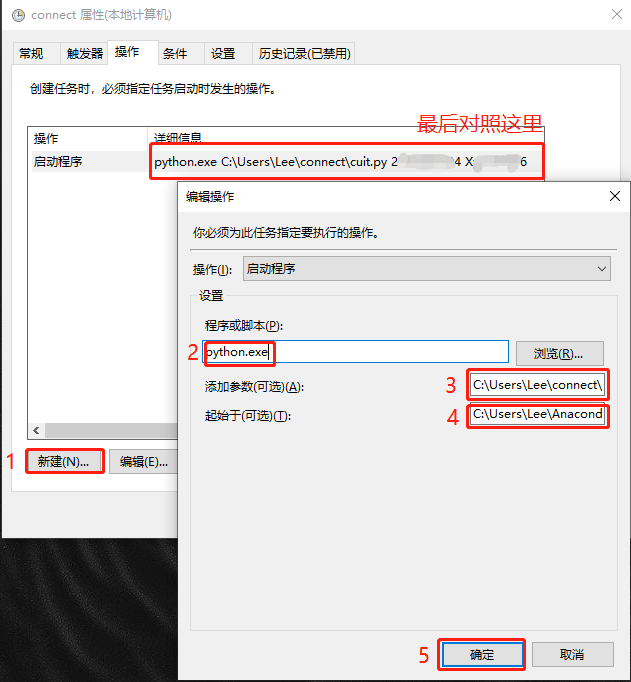 connect 属性(本地计算机)
常规 触发器 操作 条件 设置 历史记录(已禁用)
创建任务时，必须指定任务启动时发生的操作。
最后对照这里
操作 详细信息
启动程序 python.exe C:\Users\Lee\connect\cuit.py 2 4 X 6
编辑操作
你必须为此任务指定要执行的操作。
操作(I): 启动程序
设置
程序或脚本(P):
2 python.exe 浏览(R)...
添加参数(可选)(A): 3 C:\Users\Lee\connect\
起始于(可选)(T): 4 C:\Users\Lee\Anacond
1 新建(N)... 编辑(E)...
5 确定 取消